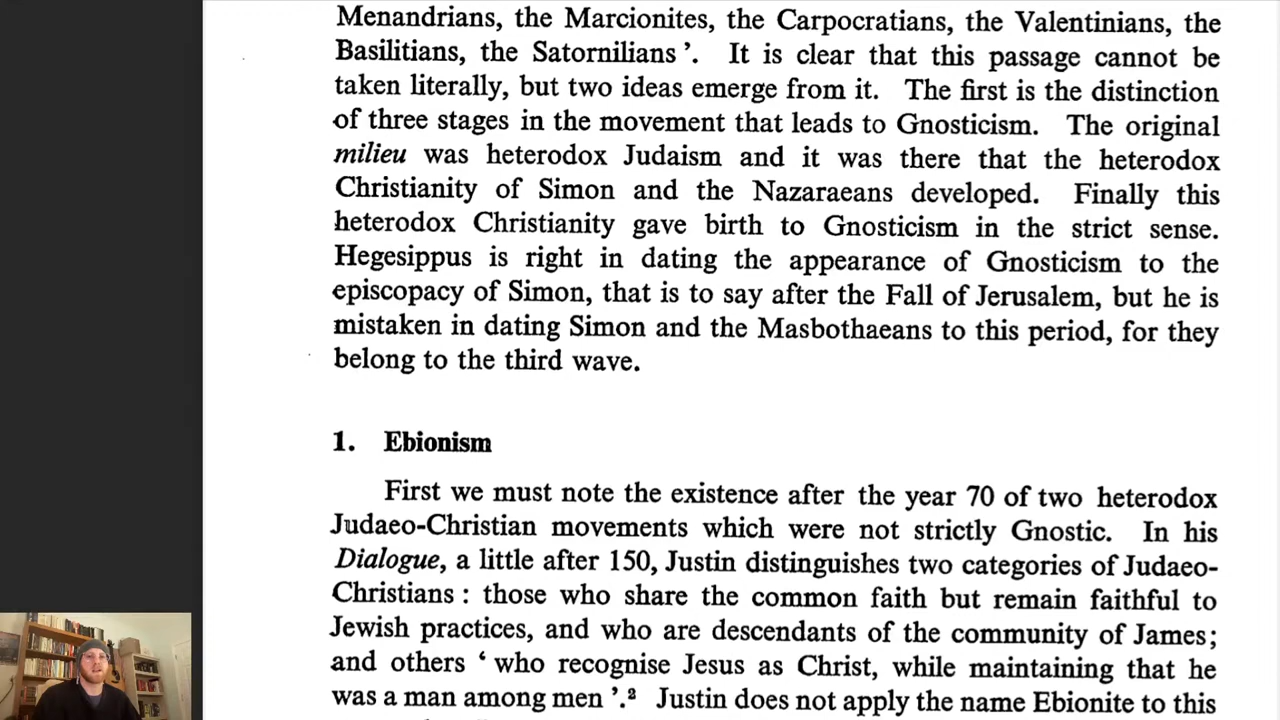 Menandrians, the Marcionites, the Carpocratians, the Valentinians, the
Basilitians, the Satornilians ’. It is clear that this passage cannot be
taken literally, but two ideas emerge from it. The first is the distinction
of three stages in the movement that leads to Gnosticism. The original
milieu was heterodox Judaism and it was there that the heterodox
Christianity of Simon and the Nazaraeans developed. Finally this
heterodox Christianity gave birth to Gnosticism in the strict sense.
Hegesippus is right in dating the appearance of Gnosticism to the
episcopacy of Simon, that is to say after the Fall of Jerusalem, but he is
mistaken in dating Simon and the Masbothaeans to this period, for they
belong to the third wave.
1. Ebionism
First we must note the existence after the year 70 of two heterodox
Judaeo-Christian movements which were not strictly Gnostic. In his
Dialogue, a little after 150, Justin distinguishes two categories of Judaeo-
Christians : those who share the common faith but remain faithful to
Jewish practices, and who are descendants of the community of James;
and others ‘ who recognise Jesus as Christ, while maintaining that he
was a man among men ’.² Justin does not apply the name Ebionite to this